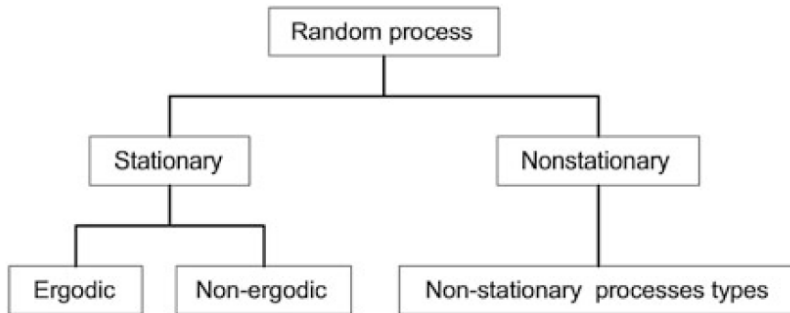 Random process
Stationary
Nonstationary
Ergodic
Non-ergodic
Non-stationary processes types